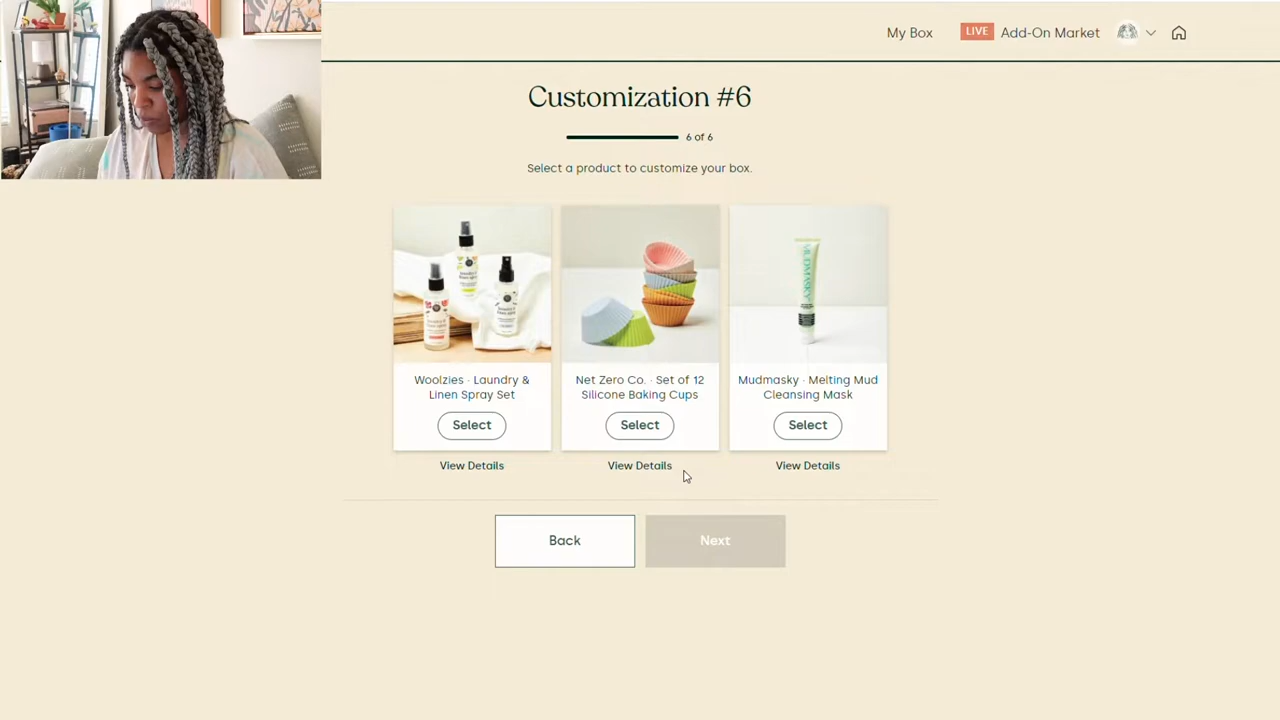 My Box
LIVE
Add-On Market
Customization #6
6 of 6
Select a product to customize your box.
MUDMASKY
Woolzies · Laundry &
Linen Spray Set
Select
View Details
Net Zero Co. · Set of 12
Silicone Baking Cups
Select
View Details
Mudmasky · Melting Mud
Cleansing Mask
Select
View Details
Back
Next